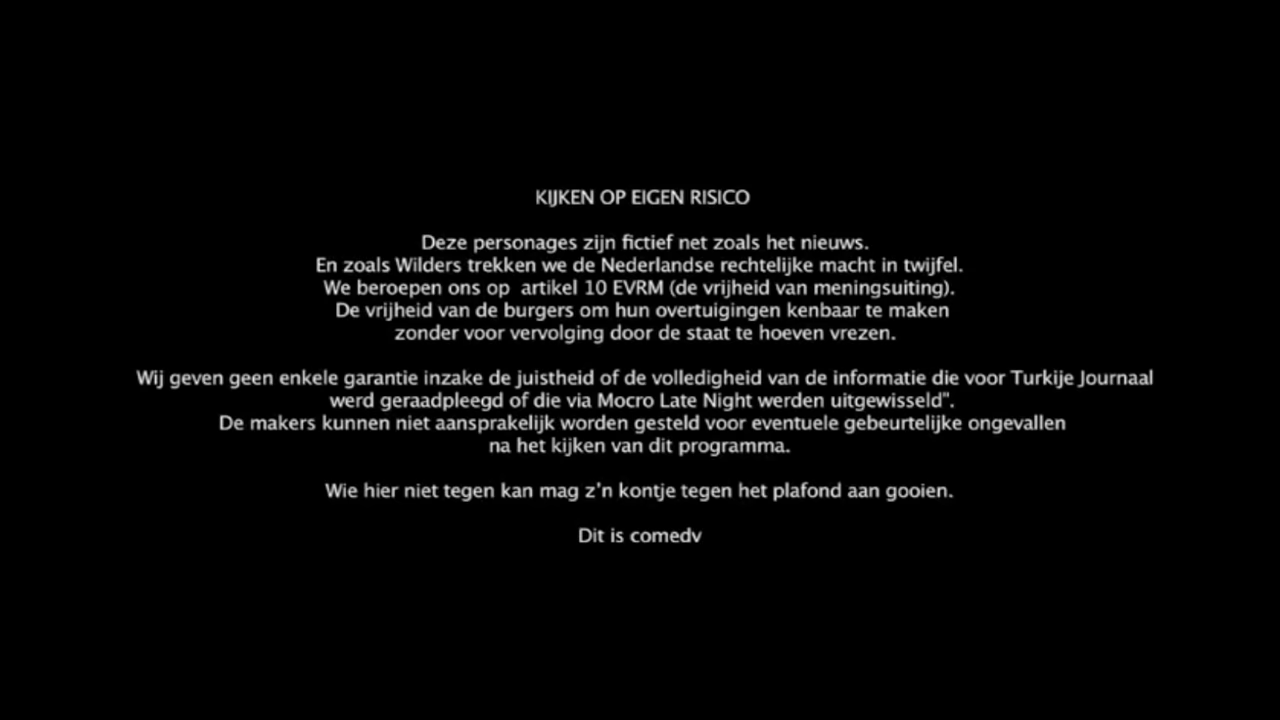 KIJKEN OP EIGEN RISICO
Deze personages zijn fictief net zoals het nieuws.
En zoals Wilders trekken we de Nederlandse rechtelijke macht in twijfel.
We beroepen ons op  artikel 10 EVRM (de vrijheid van meningsuiting).
De vrijheid van de burgers om hun overtuigingen kenbaar te maken
zonder voor vervolging door de staat te hoeven vrezen.
Wij geven geen enkele garantie inzake de juistheid of de volledigheid van de informatie die voor Turkije Journaal
werd geraadpleegd of die via Mocro Late Night werden uitgewisseld".
De makers kunnen niet aansprakelijk worden gesteld voor eventuele gebeurtelijke ongevallen
na het kijken van dit programma.
Wie hier niet tegen kan mag z'n kontje tegen het plafond aan gooien.
Dit is comedy